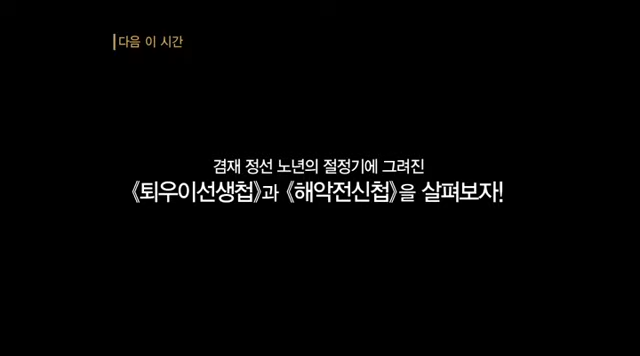 다음 이 시간
겸재 정선 노년의 절정기에 그려진
《퇴우이선생첩》과 《해악전신첩》을 살펴보자!